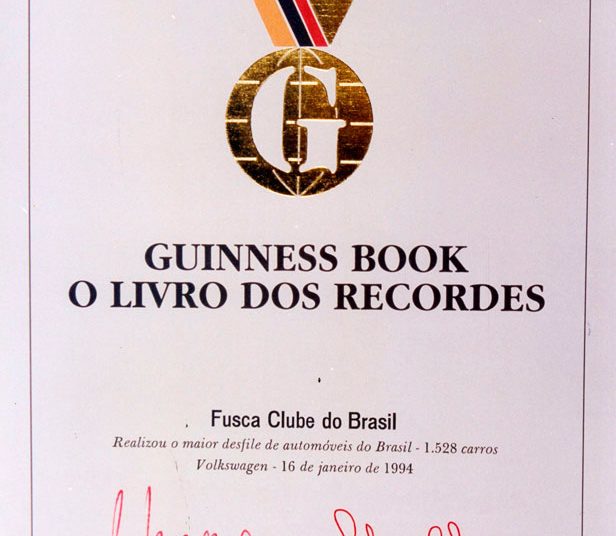 G
GUINNESS BOOK
O LIVRO DOS RECORDES
Fusca Clube do Brasil
Realizou o maior desfile de automóveis do Brasil - 1.528 carros
Volkswagen - 16 de janeiro de 1994